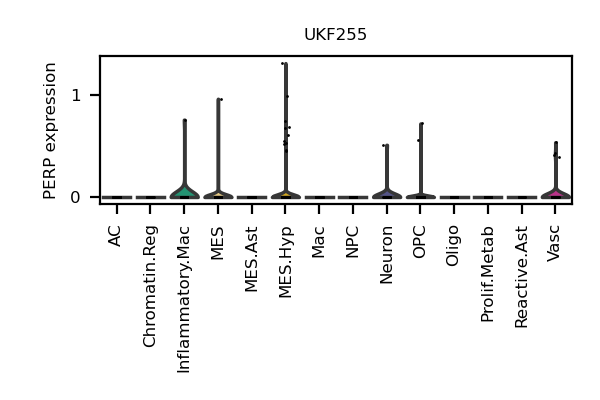 UKF255
PERP expression
1
0
AC
Chromatin.Reg
Inflammatory.Mac
MES
MES.Ast
MES.Hyp
Mac
NPC
Neuron
OPC
Oligo
Prolif.Metab
Reactive.Ast
Vasc